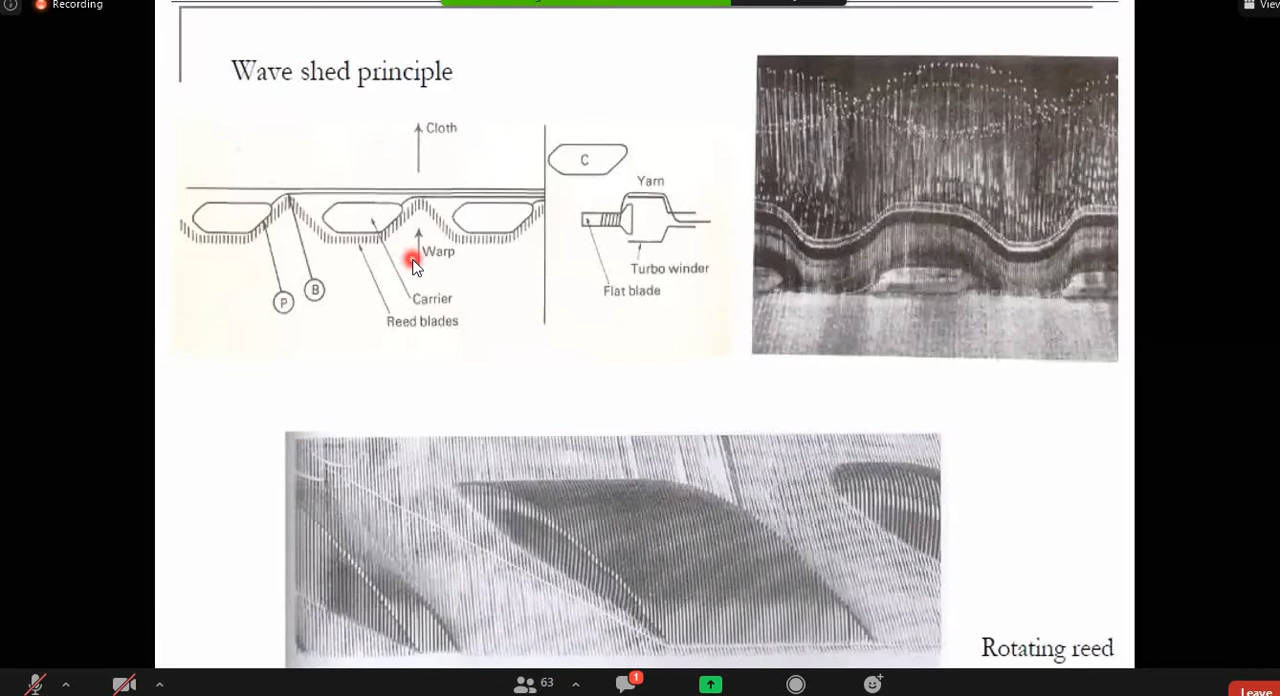 Recording
View
Wave shed principle
Cloth
C
Yarn
Warp
Turbo winder
Flat blade
P
B
Carrier
Reed blades
Rotating reed
63
1
Leave